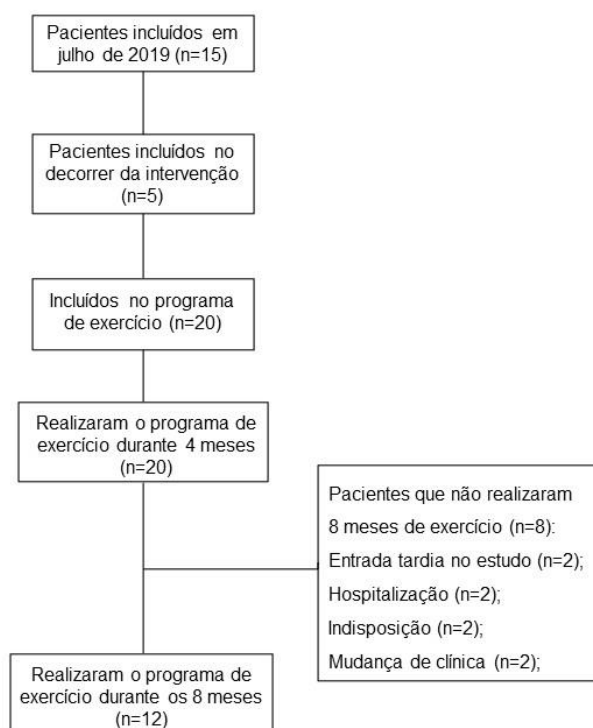 Pacientes incluídos em
julho de 2019 (n=15)
Pacientes incluídos no
decorrer da intervenção
(n=5)
Incluídos no programa
de exercício (n=20)
Realizaram o programa de
exercício durante 4 meses
(n=20)
Pacientes que não realizaram
8 meses de exercício (n=8):
Entrada tardia no estudo (n=2);
Hospitalização (n=2);
Indisposição (n=2);
Mudança de clínica (n=2);
Realizaram o programa de
exercício durante os 8 meses
(n=12)